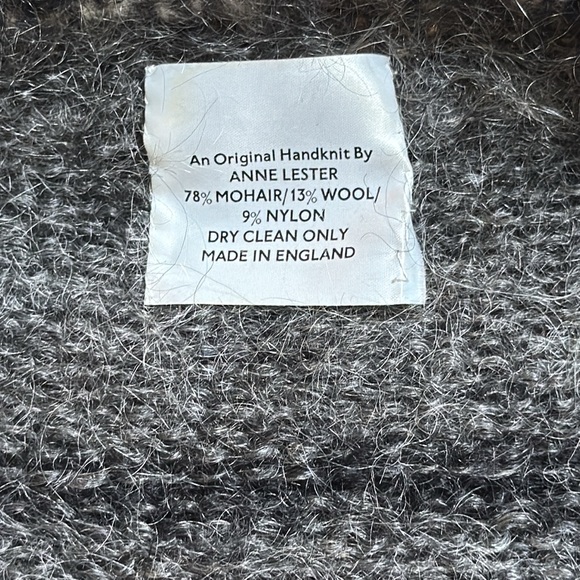 An Original Handknit By
ANNE LESTER
78% MOHAIR/13% WOOL/
9% NYLON
DRY CLEAN ONLY
MADE IN ENGLAND